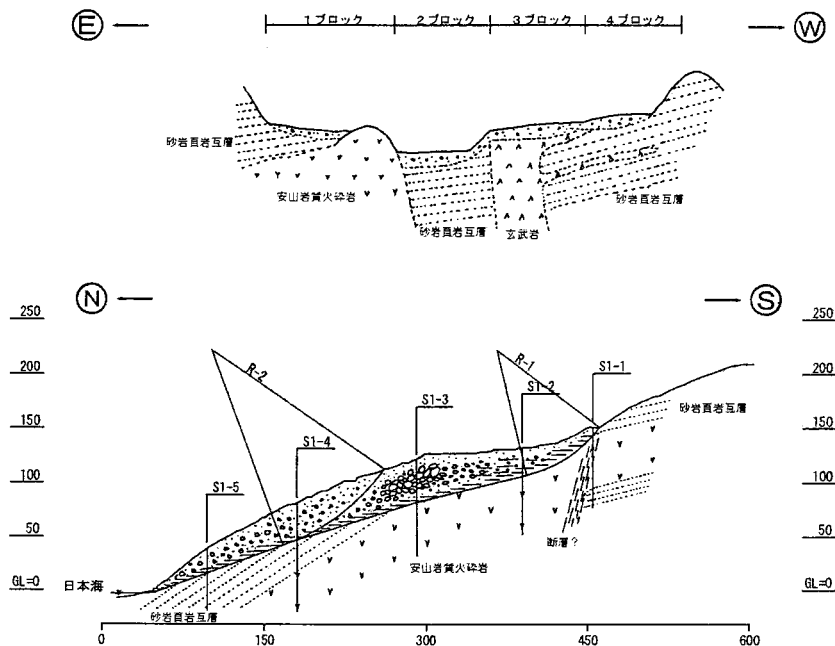 E
1ブロック 2ブロック 3ブロック 4ブロック
W
砂岩頁岩互層
安山岩質火砕岩
砂岩頁岩互層
玄武岩
砂岩頁岩互層
N
S
250
200
150
100
50
GL=0
R-2
R-1
S1-1
S1-2
S1-3
S1-4
S1-5
砂岩頁岩互層
断層?
安山岩質火砕岩
日本海
砂岩頁岩互層
250
200
150
100
50
GL=0
0 150 300 450 600